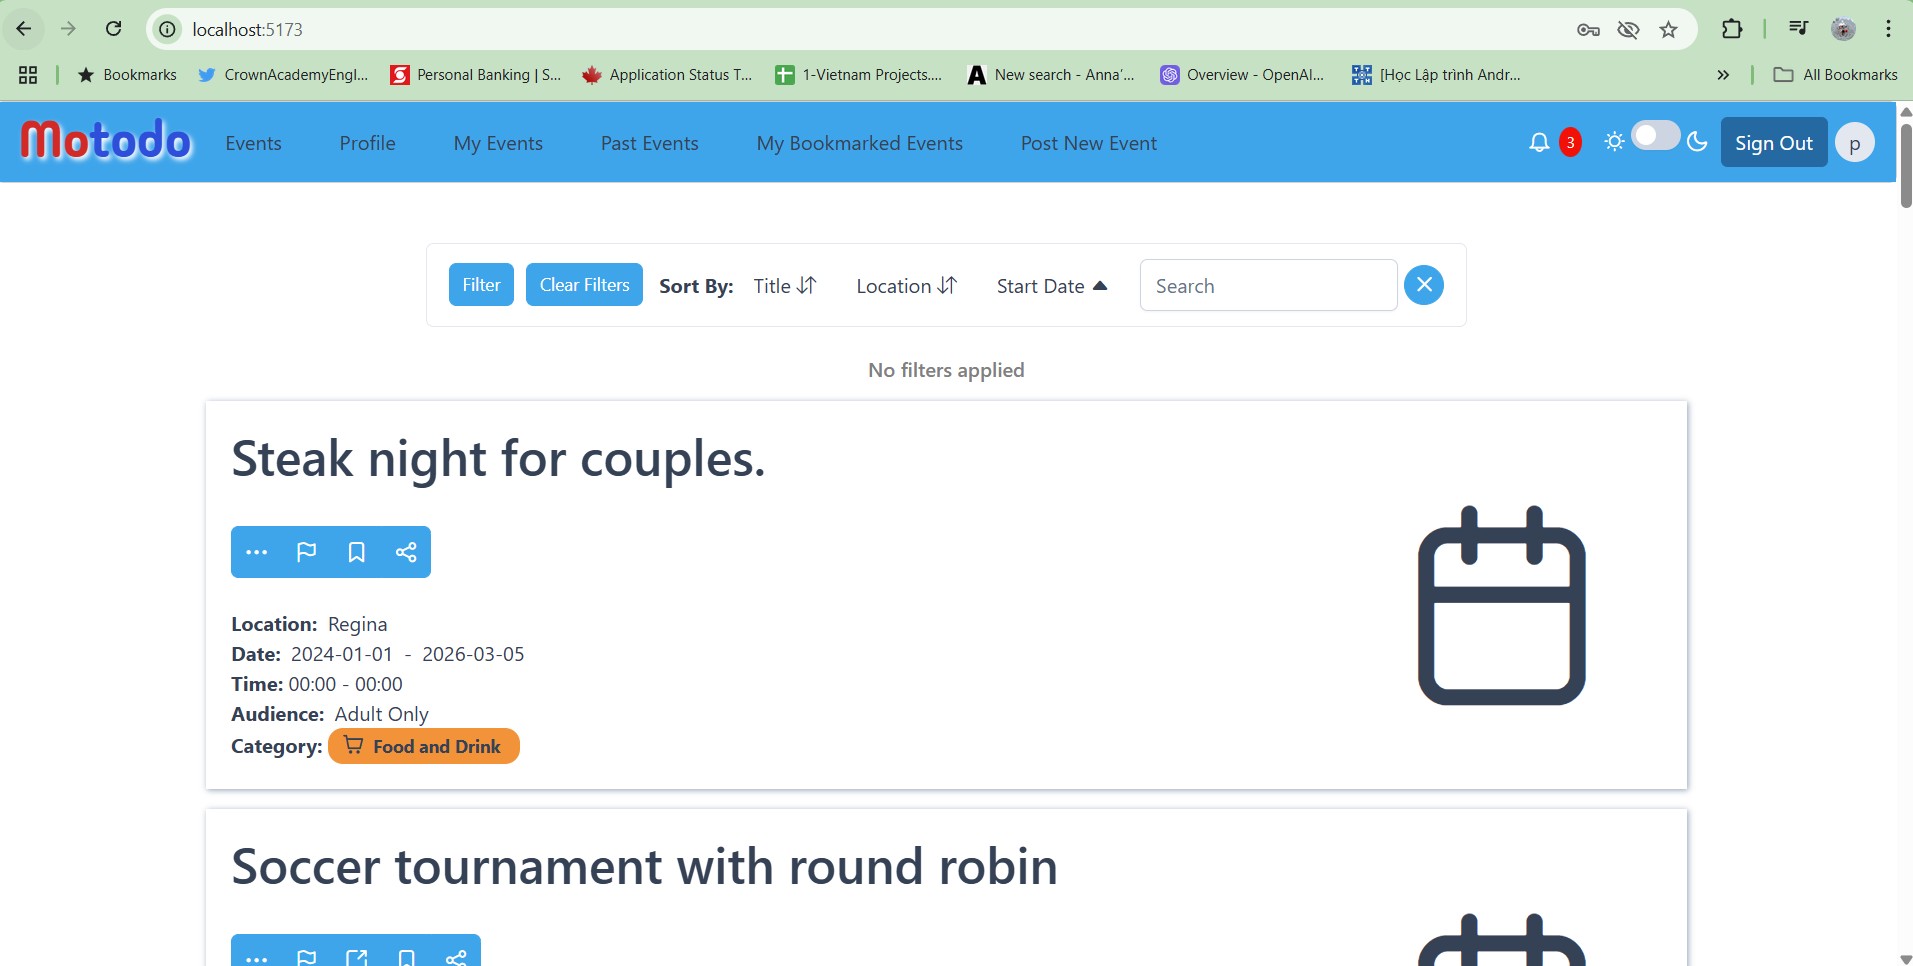 localhost:5173
Bookmarks CrownAcademyEngl... Personal Banking | S... Application Status T... 1-Vietnam Projects.... New search - Anna'... Overview - OpenAI... [Học Lập trình Andr... » All Bookmarks
Motodo Events Profile My Events Past Events My Bookmarked Events Post New Event 3 Sign Out p
Filter Clear Filters Sort By: Title Location Start Date Search
No filters applied
Steak night for couples.
Location: Regina
Date: 2024-01-01 - 2026-03-05
Time: 00:00 - 00:00
Audience: Adult Only
Category: Food and Drink
Soccer tournament with round robin